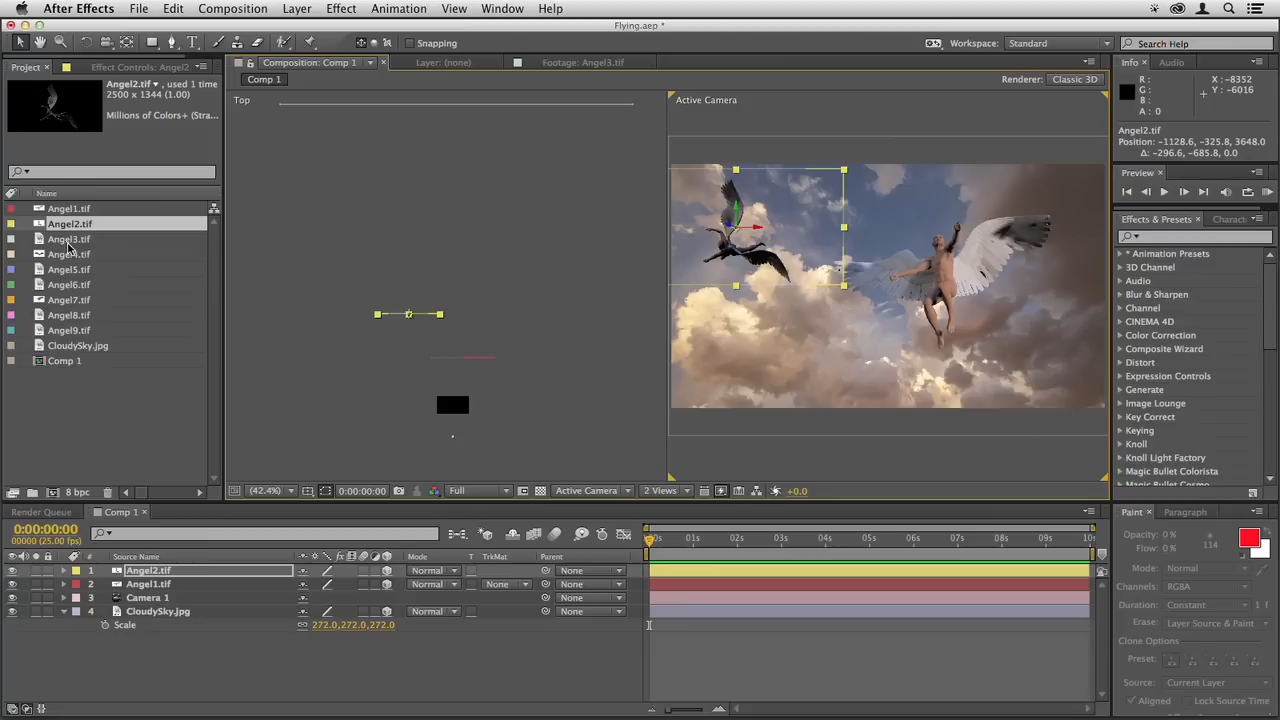 After Effects File Edit Composition Layer Effect Animation View Window Help
Flying.aep *
Snapping
Workspace: Standard
Search Help
Project
Effect Controls: Angel2
Composition: Comp 1
Layer: (none)
Footage: Angel3.tif
Info
Audio
Angel2.tif▾, used 1 time
2500 x 1344 (1.00)
Millions of Colors+ (Stra...
Comp 1
Renderer: Classic 3D
R :
G :
B :
A : 0
X : -8352
Y : -6016
Top
Active Camera
Angel2.tif
Position: -1128.6, -325.8, 3648.0
Δ: -296.6, -685.8, 0.0
Preview
Name
Angel1.tif
Angel2.tif
Angel3.tif
Angel5.tif
Angel6.tif
Angel7.tif
Angel8.tif
Angel9.tif
CloudySky.jpg
Comp 1
Effects & Presets
Charact
* Animation Presets
3D Channel
Audio
Blur & Sharpen
Channel
CINEMA 4D
Color Correction
Composite Wizard
Distort
Expression Controls
Generate
Image Lounge
Key Correct
Keying
Knoll
Knoll Light Factory
Magic Bullet Colorista
8 bpc
(42.4%)
0:00:00:00
Full
Active Camera
2 Views
+0.0
Render Queue
Comp 1
0:00:00:00
00000 (25.00 fps)
# Source Name Mode T TrkMat Parent
1 Angel2.tif Normal None
2 Angel1.tif Normal None None
3 Camera 1 None
4 CloudySky.jpg Normal None
Scale 272.0,272.0,272.0
00s 01s 02s 03s 04s 05s 06s 07s 08s 09s 10s
Paint
Paragraph
Opacity: 0 %
Flow: 0 %
114
Mode: Normal
Channels: RGBA
Duration: Constant 1 f
Erase: Layer Source & Paint
Clone Options
Preset:
Source: Current Layer
Aligned
Lock Source Time